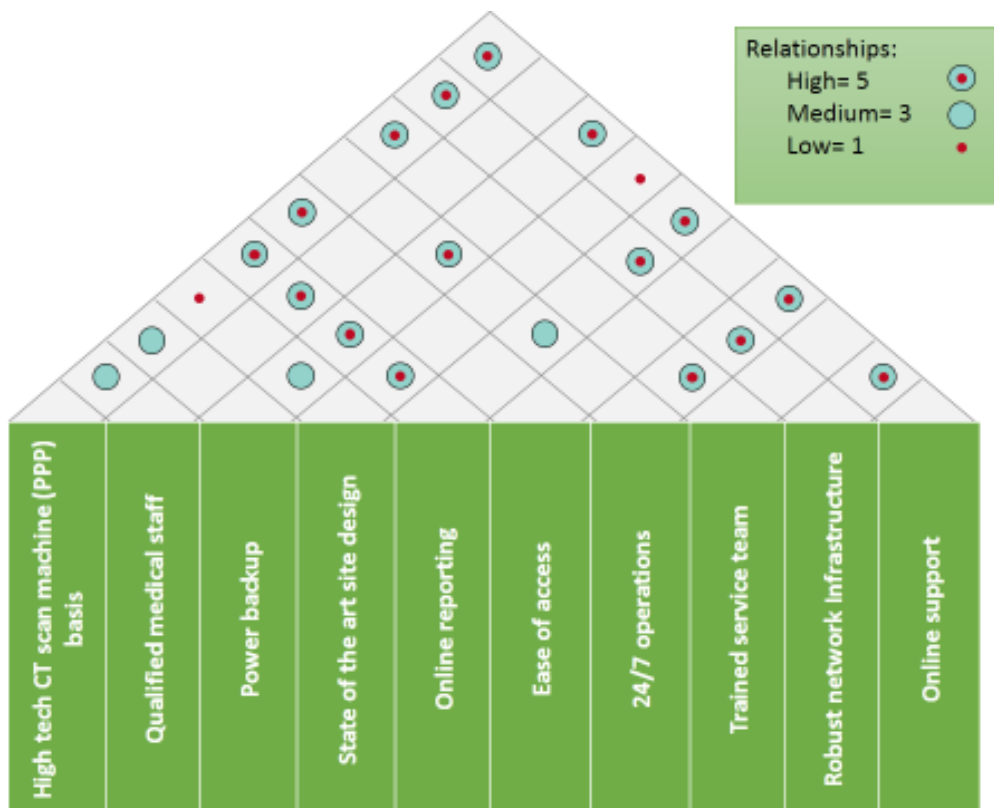 Relationships:
High= 5
Medium= 3
Low= 1
High tech CT scan machine (PPP)
basis
Qualified medical staff
Power backup
State of the art site design
Online reporting
Ease of access
24/7 operations
Trained service team
Robust network Infrastructure
Online support